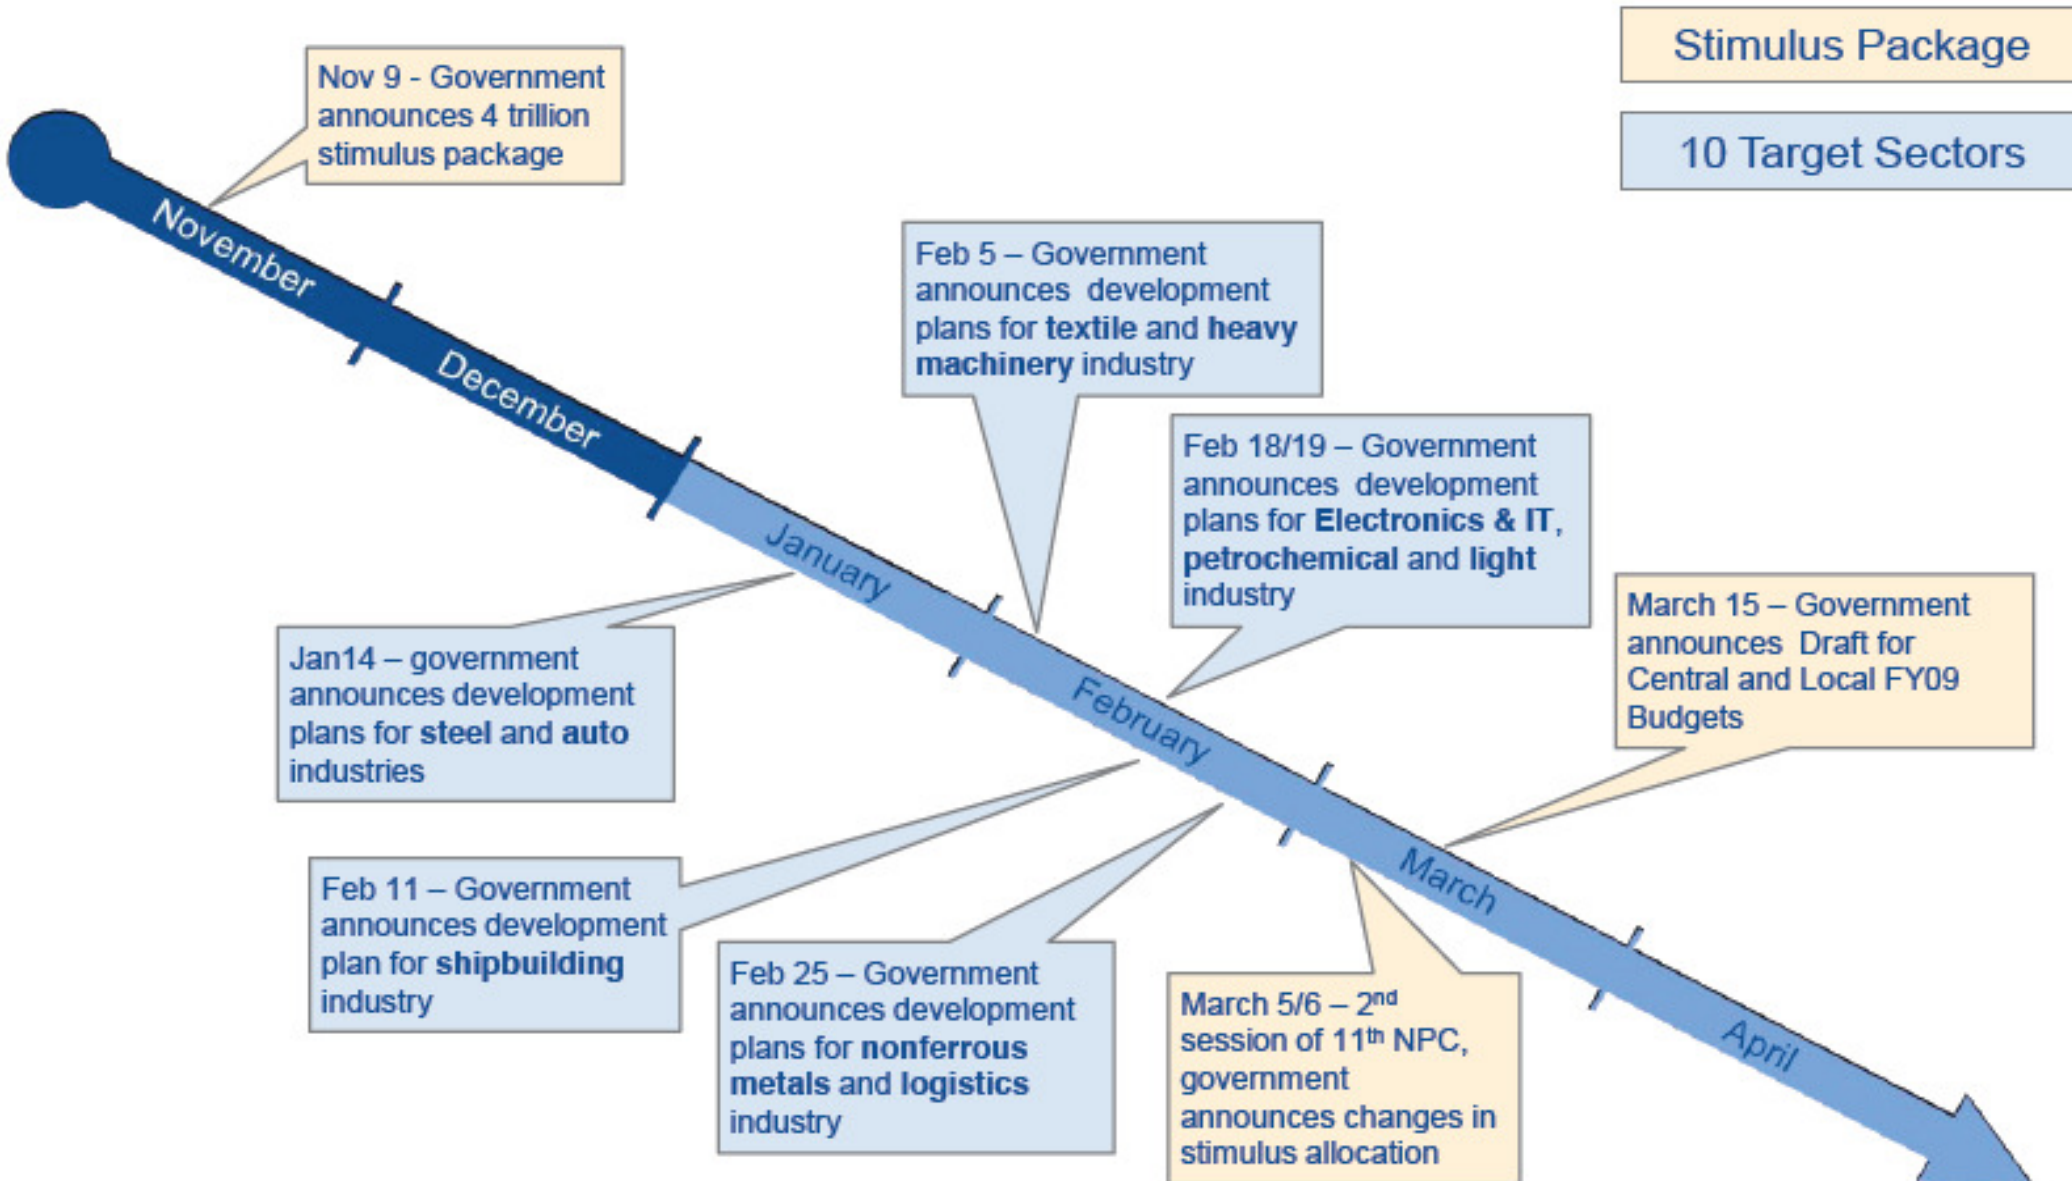 Stimulus Package
10 Target Sectors
Nov 9 - Government
announces 4 trillion
stimulus package
November
December
January
February
March
April
Feb 5 – Government
announces development
plans for textile and heavy
machinery industry
Feb 18/19 – Government
announces development
plans for Electronics & IT,
petrochemical and light
industry
March 15 – Government
announces Draft for
Central and Local FY09
Budgets
Jan14 – government
announces development
plans for steel and auto
industries
Feb 11 – Government
announces development
plan for shipbuilding
industry
Feb 25 – Government
announces development
plans for nonferrous
metals and logistics
industry
March 5/6 – 2nd
session of 11th NPC,
government
announces changes in
stimulus allocation